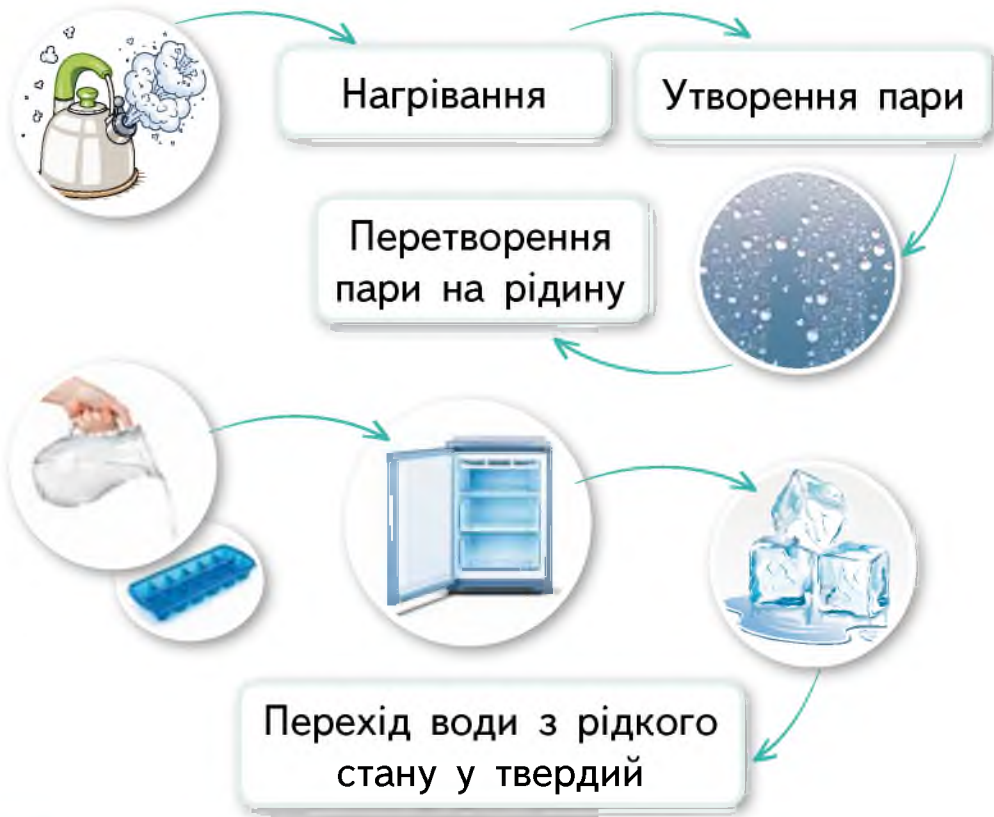 Нагрівання
Утворення пари
Перетворення
пари на рідину
Перехід води з рідкого
стану у твердий